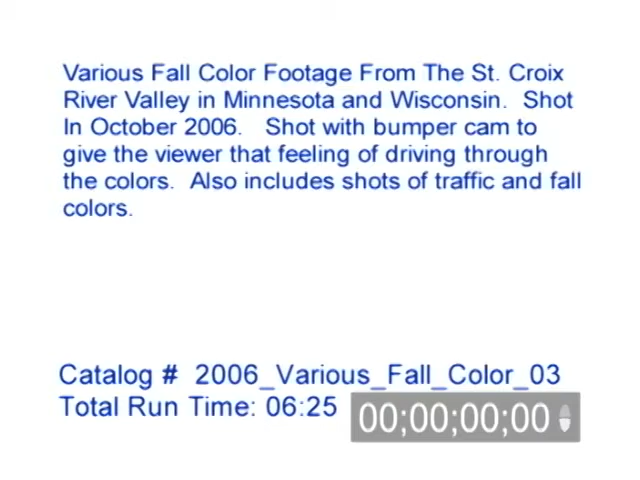 Various Fall Color Footage From The St. Croix
River Valley in Minnesota and Wisconsin.  Shot
In October 2006.   Shot with bumper cam to
give the viewer that feeling of driving through
the colors.  Also includes shots of traffic and fall
colors.
Catalog #  2006_Various_Fall_Color_03
Total Run Time: 06:25
00;00;00;00